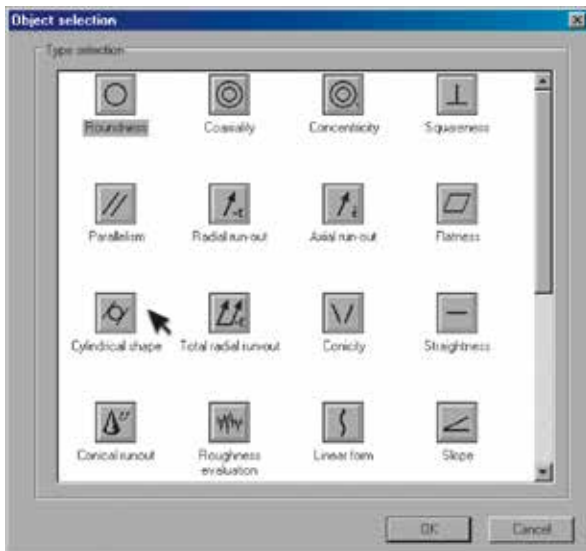 Object selection
Type selection
Roundness
Coaxiality
Concentricity
Squareness
Parallelism
Radial run-out
Axial run-out
Flatness
Cylindrical shape
Total radial runvout
Conicity
Straightness
Conical runout
Roughness
evaluation
Linear form
Slope
OK
Cancel